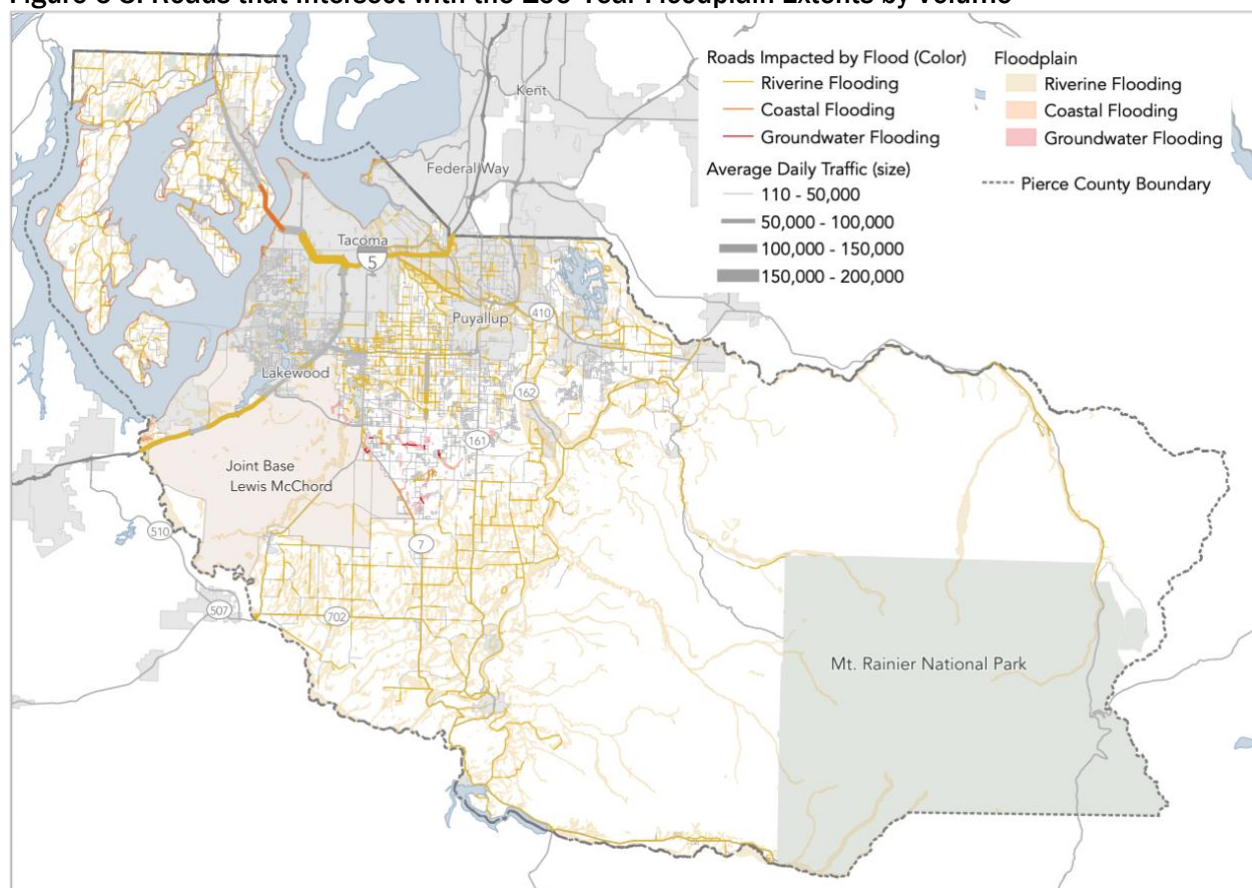 Roads Impacted by Flood (Color)
Riverine Flooding
Coastal Flooding
Groundwater Flooding
Average Daily Traffic (size)
110 - 50,000
50,000 - 100,000
100,000 - 150,000
150,000 - 200,000
Floodplain
Riverine Flooding
Coastal Flooding
Groundwater Flooding
Pierce County Boundary
Kent
Federal Way
Tacoma
5
Puyallup
410
Lakewood
162
161
Joint Base
Lewis McChord
510
7
507
702
Mt. Rainier National Park